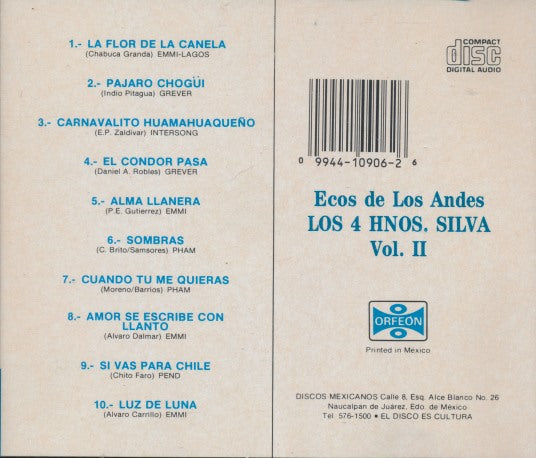 1.- LA FLOR DE LA CANELA
(Chabuca Granda) EMMI-LAGOS
2.- PAJARO CHOGÜI
(Indio Pitagua) GREVER
3.- CARNAVALITO HUAMAHUAQUEÑO
(E.P. Zaldivar) INTERSONG
4.- EL CONDOR PASA
(Daniel A. Robles) GREVER
5.- ALMA LLANERA
(P.E. Gutierrez) EMMI
6.- SOMBRAS
(C. Brito/Samsores) PHAM
7.- CUANDO TU ME QUIERAS
(Moreno/Barrios) PHAM
8.- AMOR SE ESCRIBE CON
LLANTO
(Alvaro Dalmar) EMMI
9.- SI VAS PARA CHILE
(Chito Faro) PEND
10.- LUZ DE LUNA
(Alvaro Carrillo) EMMI
COMPACT
disc
DIGITAL AUDIO
0 9944-10906-2 6
Ecos de Los Andes
LOS 4 HNOS. SILVA
Vol. II
ORFEON
Printed in México
DISCOS MEXICANOS Calle 8, Esq. Alce Blanco No. 26
Naucalpan de Juárez, Edo. de México
Tel. 576-1500 • EL DISCO ES CULTURA